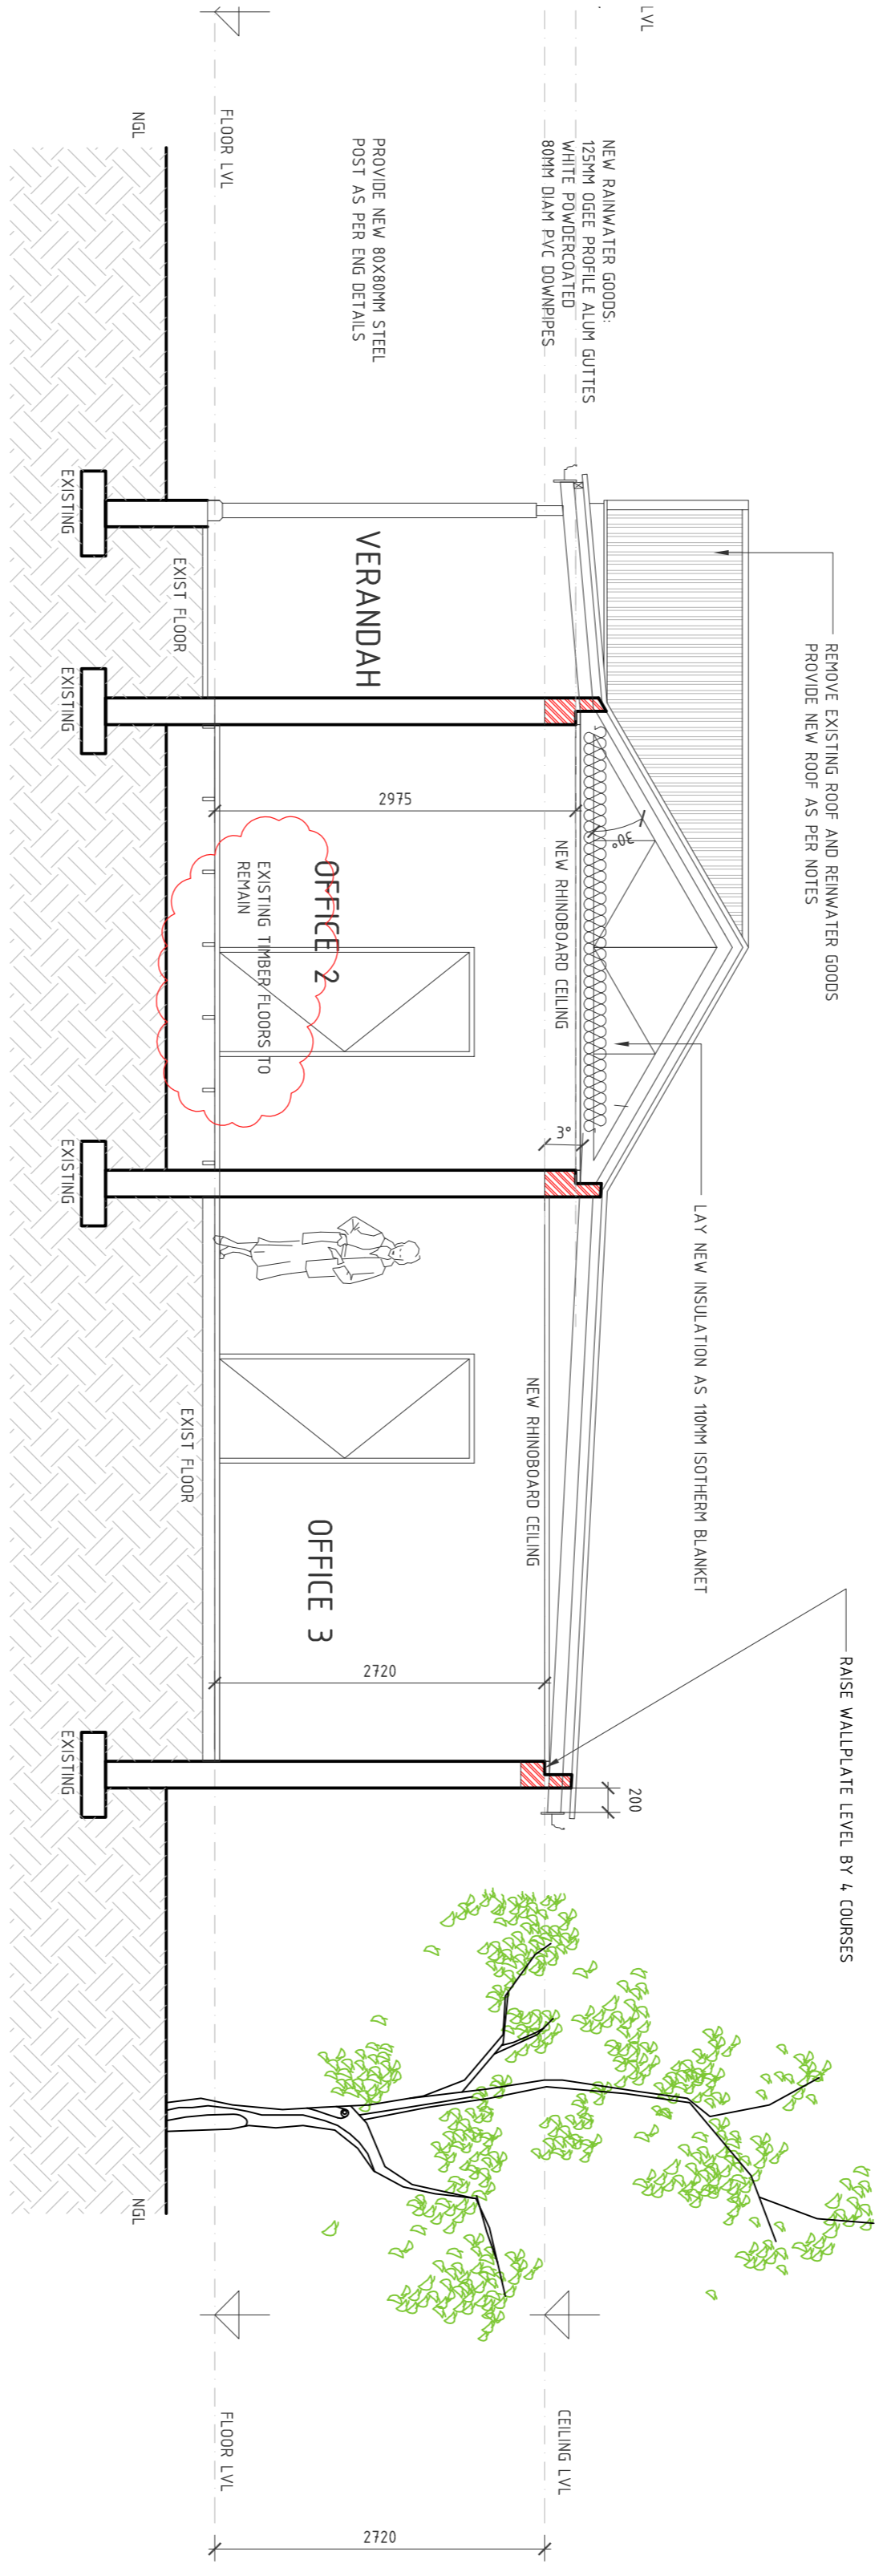 REMOVE EXISTING ROOF AND REINWATER GOODS
PROVIDE NEW ROOF AS PER NOTES
RAISE WALLPLATE LEVEL BY 4 COURSES
LAY NEW INSULATION AS 110MM ISOTHERM BLANKET
LVL
NEW RAINWATER GOODS:
125MM OGEE PROFILE ALUM GUTTES
WHITE POWDERCOATED
80MM DIAM PVC DOWNPIPES
200
30°
3°
NEW RHINOBOARD CEILING
NEW RHINOBOARD CEILING
CEILING LVL
PROVIDE NEW 80X80MM STEEL
POST AS PER ENG DETAILS
VERANDAH
2975
OFFICE 2
OFFICE 3
2720
2720
EXISTING TIMBER FLOORS TO
REMAIN
FLOOR LVL
FLOOR LVL
EXIST FLOOR
EXIST FLOOR
NGL
NGL
EXISTING
EXISTING
EXISTING
EXISTING